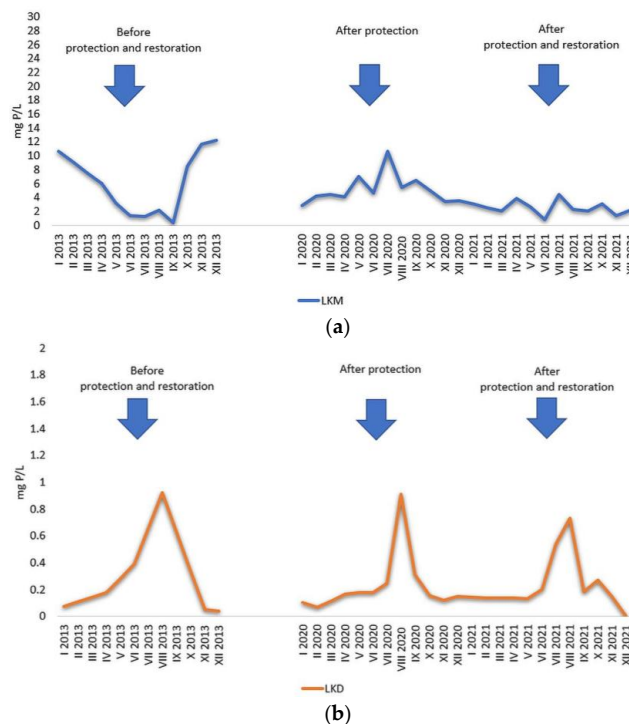 30
28
26
24
22
20
18
16
14
12
10
8
6
4
2
0
mg P/L
Before
protection and restoration
After protection
After
protection and restoration
I 2013
II 2013
III 2013
IV 2013
V 2013
VI 2013
VII 2013
VIII 2013
IX 2013
X 2013
XI 2013
XII 2013
I 2020
II 2020
III 2020
IV 2020
V 2020
VI 2020
VII 2020
VIII 2020
IX 2020
X 2020
XI 2020
XII 2020
I 2021
II 2021
III 2021
IV 2021
V 2021
VI 2021
VII 2021
VIII 2021
IX 2021
X 2021
XI 2021
XII 2021
LKM
(a)
2
1.8
1.6
1.4
1.2
1
0.8
0.6
0.4
0.2
0
mg P/L
Before
protection and restoration
After protection
After
protection and restoration
I 2013
II 2013
III 2013
IV 2013
V 2013
VI 2013
VII 2013
VIII 2013
IX 2013
X 2013
XI 2013
XII 2013
I 2020
II 2020
III 2020
IV 2020
V 2020
VI 2020
VII 2020
VIII 2020
IX 2020
X 2020
XI 2020
XII 2020
I 2021
II 2021
III 2021
IV 2021
V 2021
VI 2021
VII 2021
VIII 2021
IX 2021
X 2021
XI 2021
XII 2021
LKD
(b)